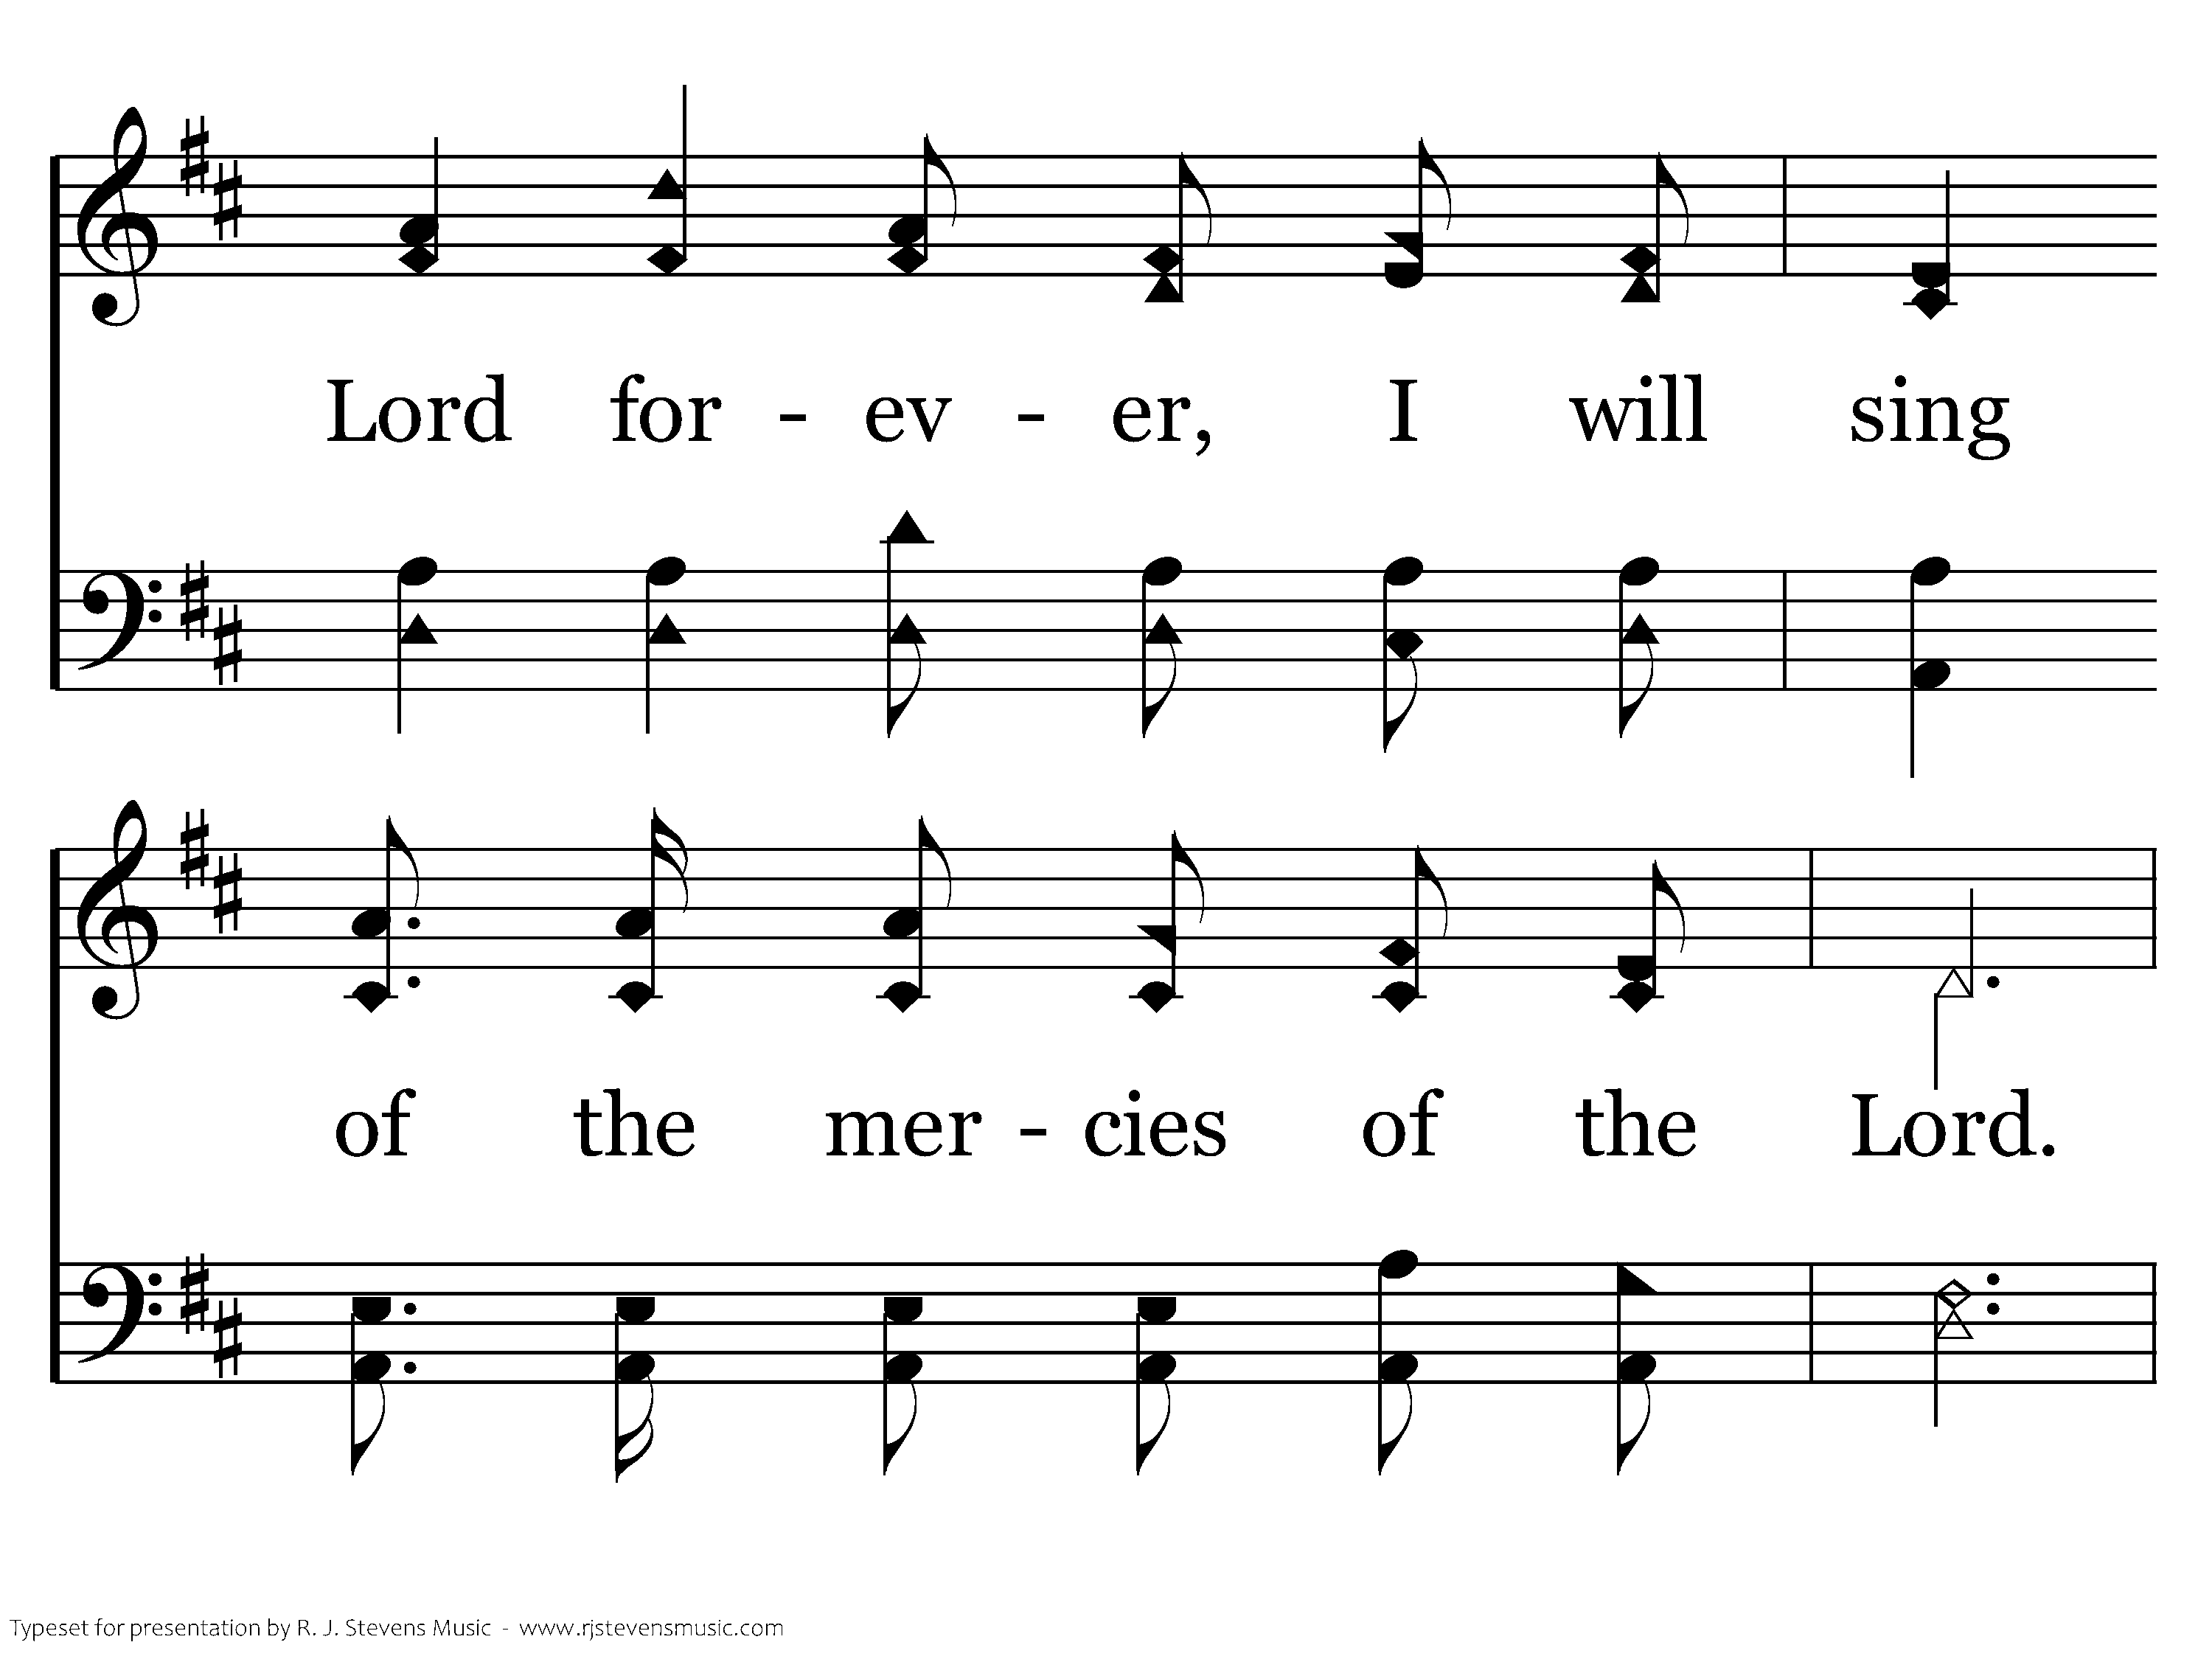 Lord for - ev - er, I will sing
of the mer - cies of the Lord.
Typeset for presentation by R. J. Stevens Music - www.rjstevensmusic.com